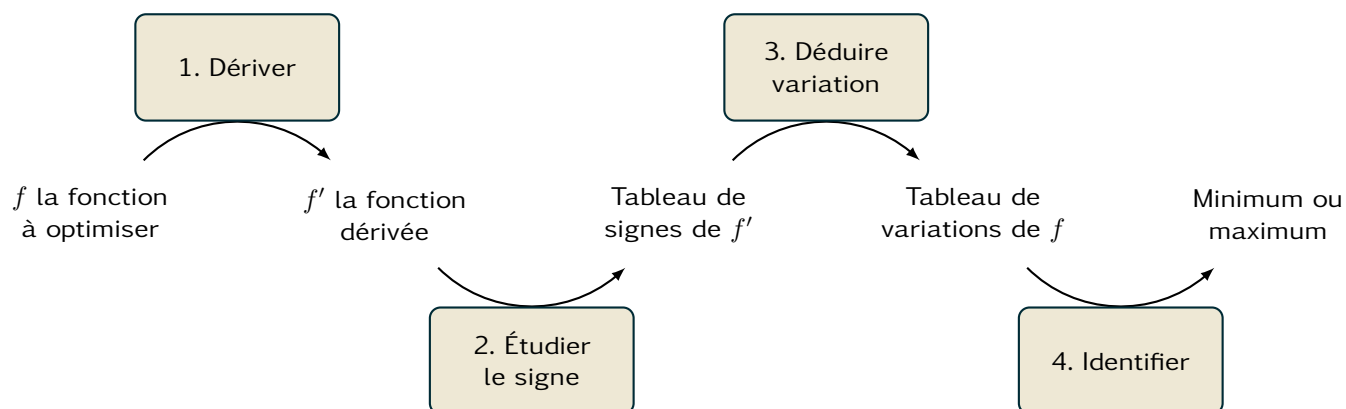 1. Dériver
3. Déduire
variation
f la fonction
à optimiser
f′ la fonction
dérivée
Tableau de
signes de f′
Tableau de
variations de f
Minimum ou
maximum
2. Étudier
le signe
4. Identifier